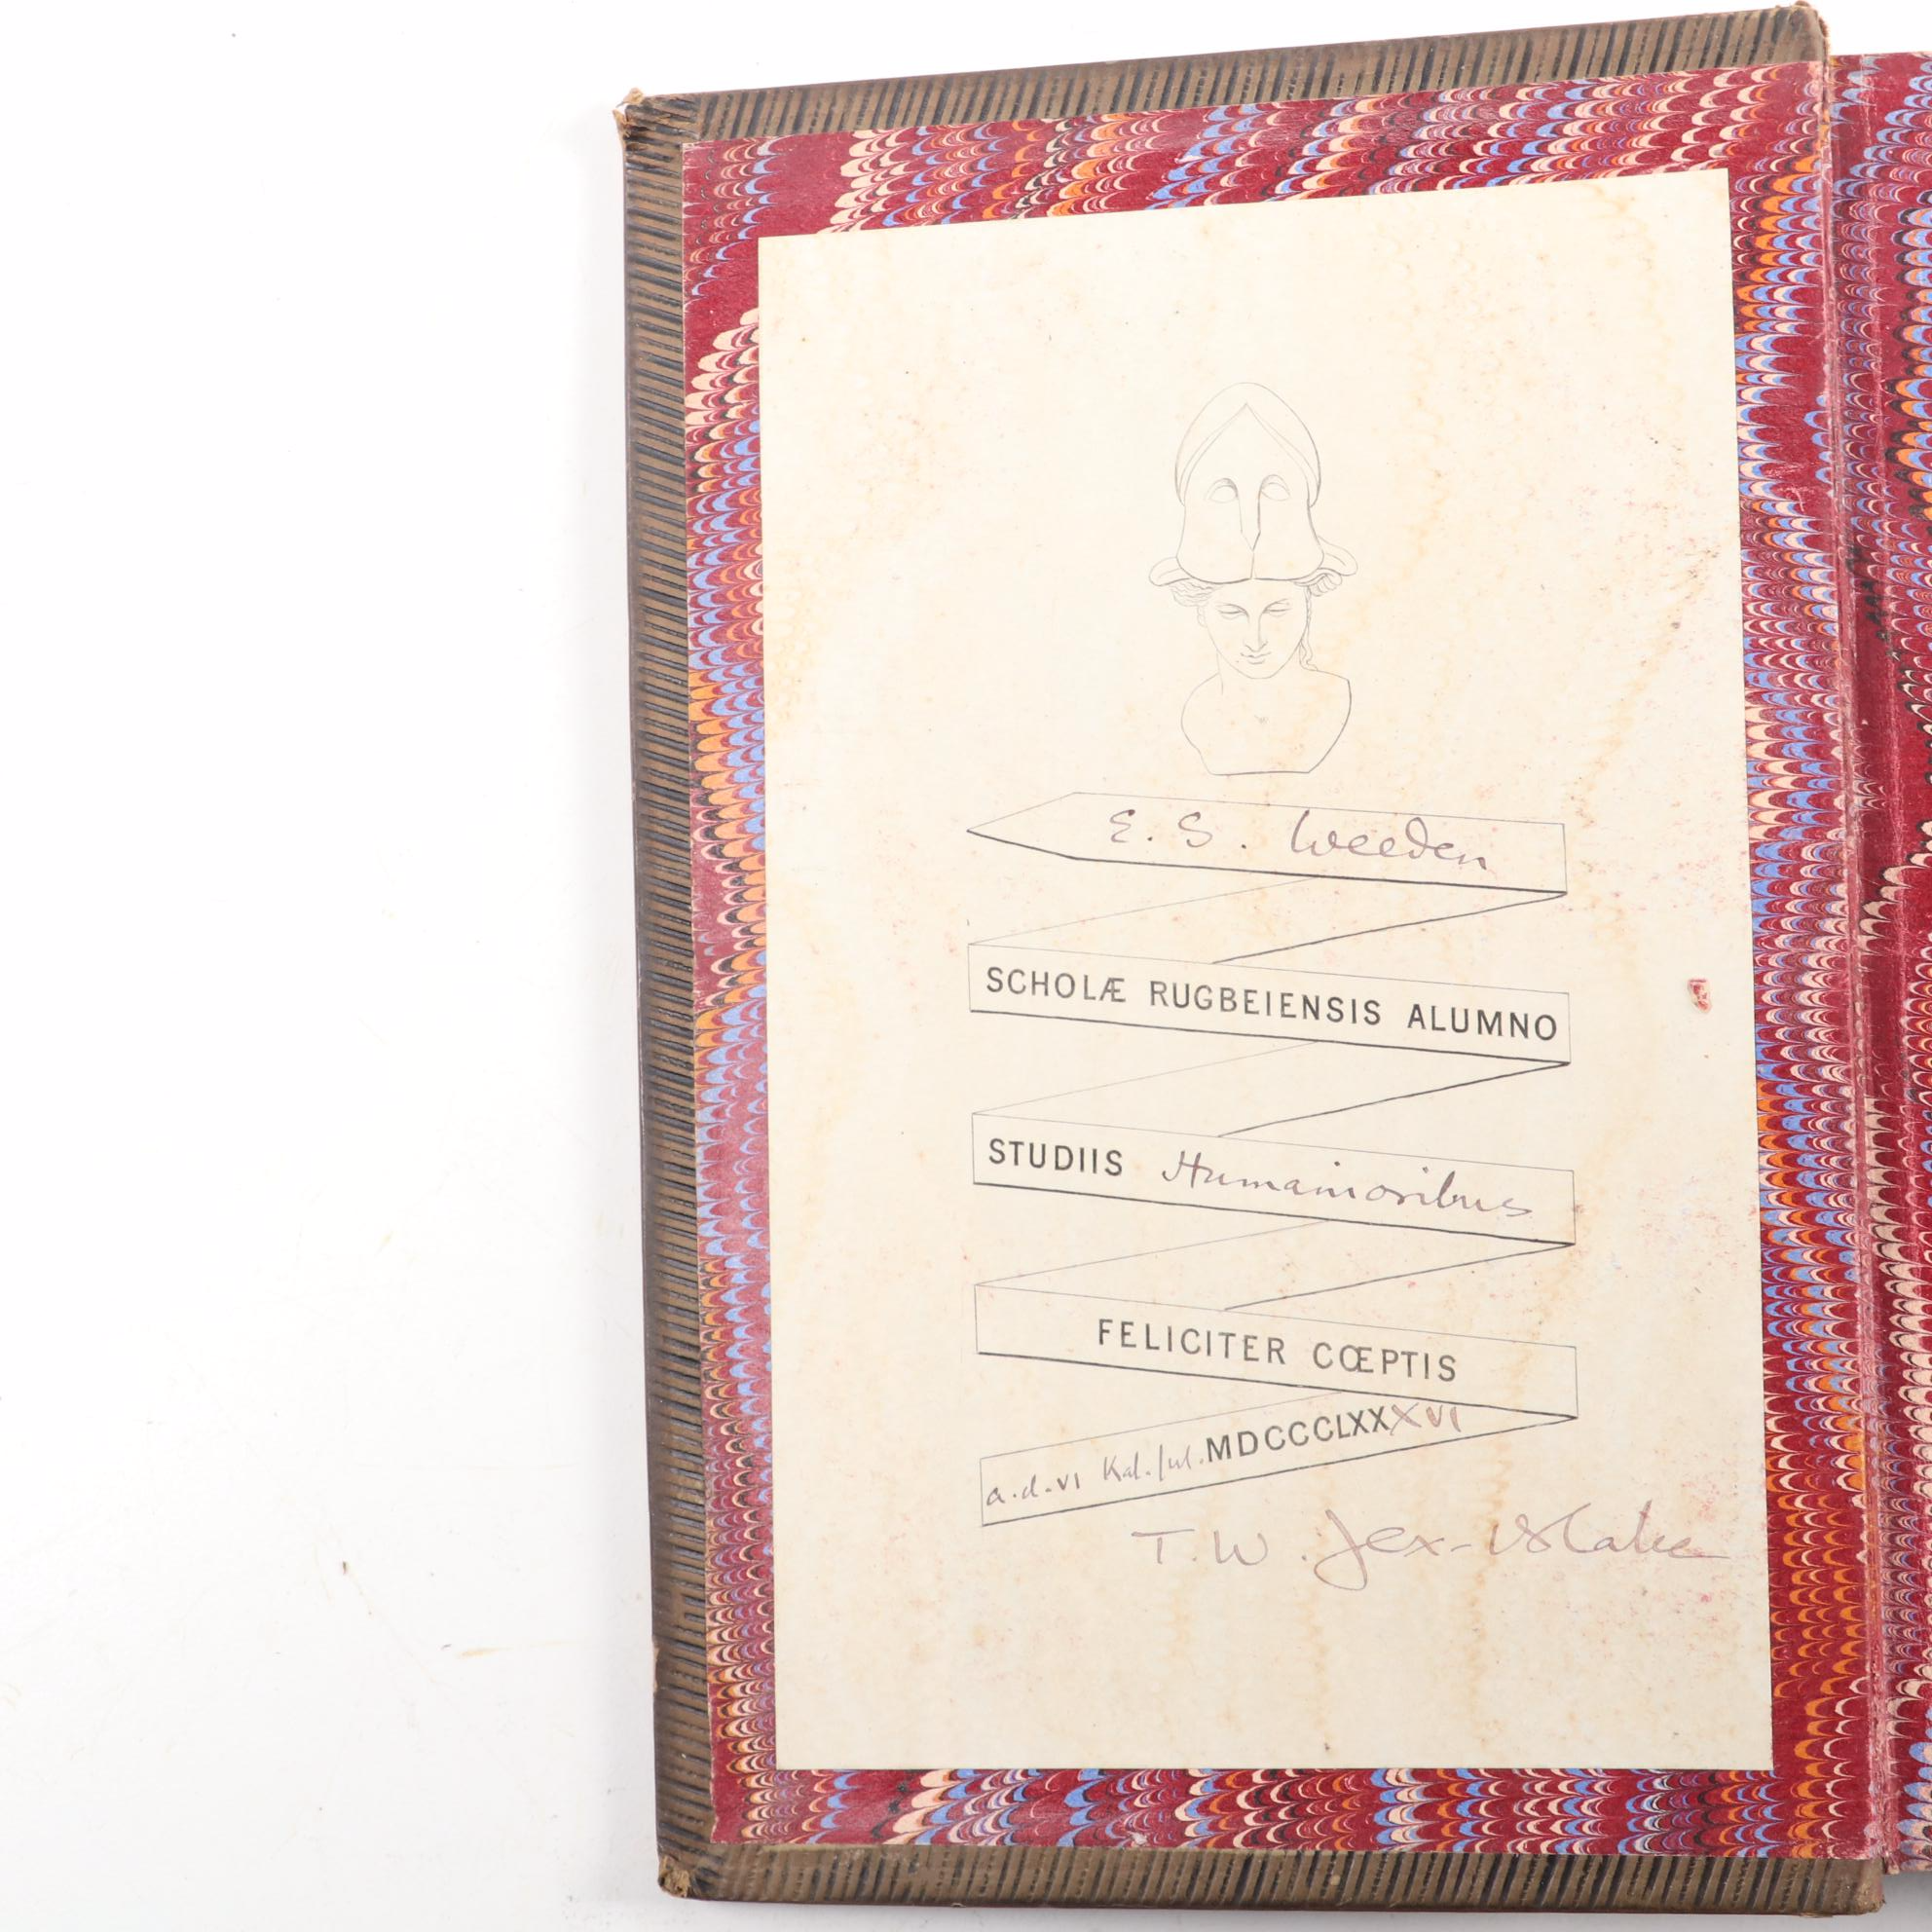 E. S. Weeden
SCHOLÆ RUGBEIENSIS ALUMNO
STUDIIS Humanioribus
FELICITER CŒPTIS
a.d.VI Kal. Jul. MDCCCLXXXVI
T. W. Jex-Blake